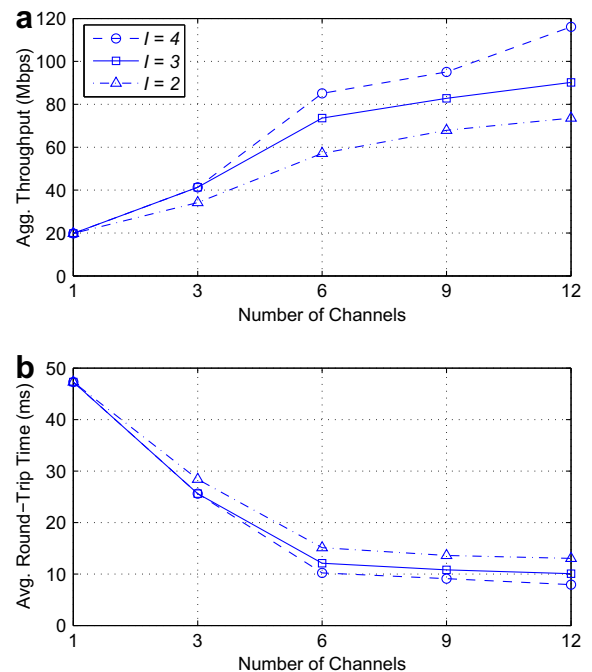 a
120
100
80
60
40
20
0
Agg. Throughput (Mbps)
I = 4
I = 3
I = 2
1 3 6 9 12
Number of Channels
b
50
40
30
20
10
0
Avg. Round−Trip Time (ms)
1 3 6 9 12
Number of Channels